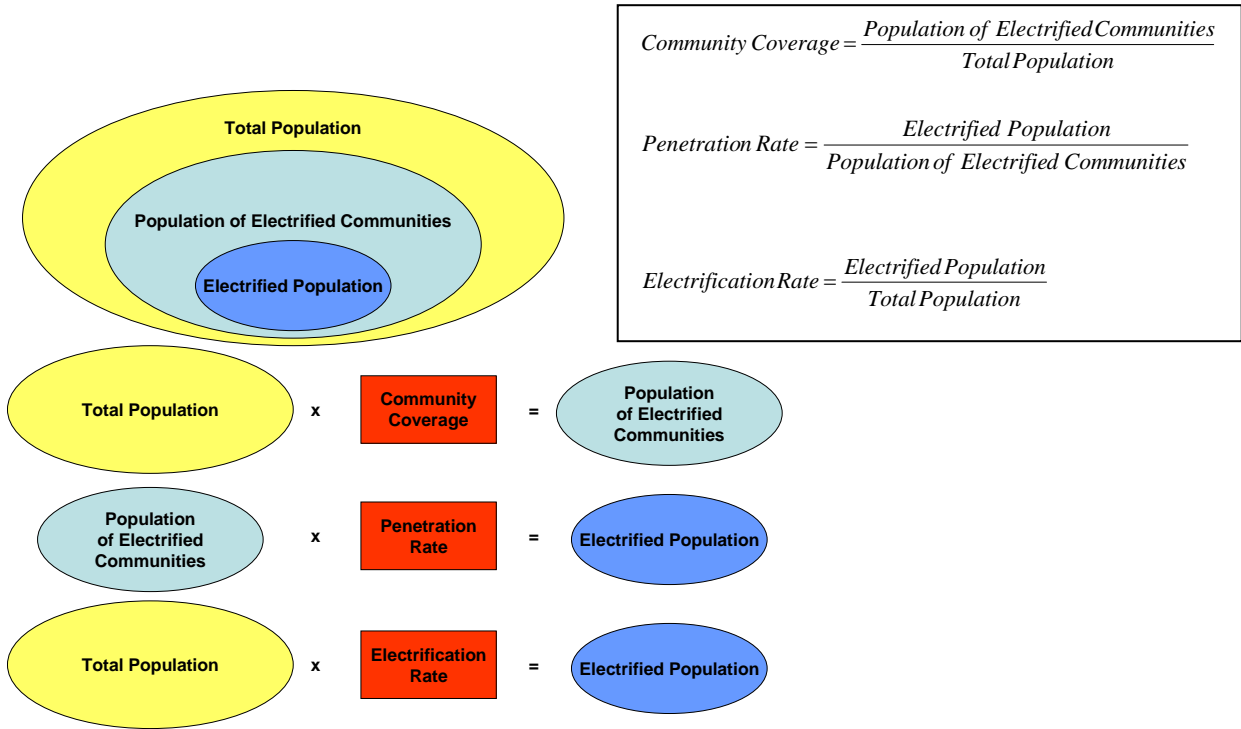 Total Population
Population of Electrified Communities
Electrified Population
Community Coverage = Population of Electrified Communities / Total Population
Penetration Rate = Electrified Population / Population of Electrified Communities
Electrification Rate = Electrified Population / Total Population
Total Population x Community Coverage = Population of Electrified Communities
Population of Electrified Communities x Penetration Rate = Electrified Population
Total Population x Electrification Rate = Electrified Population